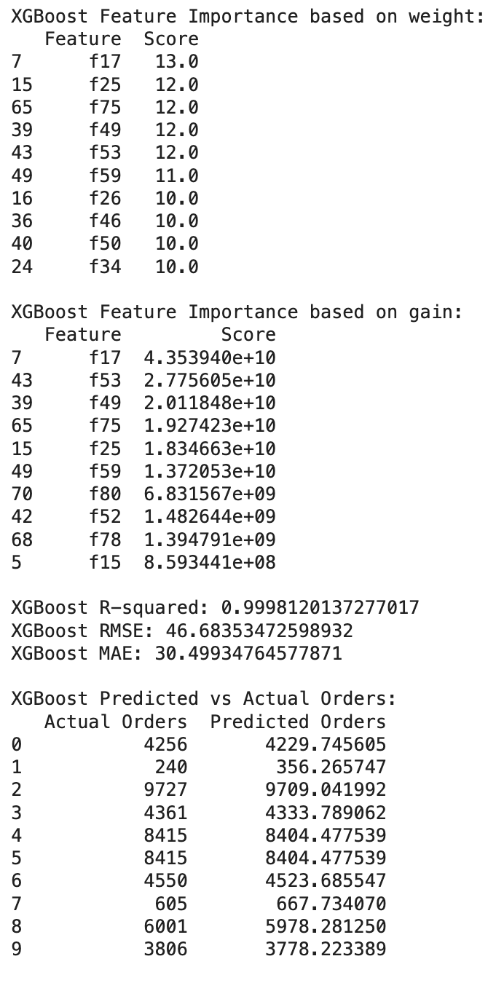 XGBoost Feature Importance based on weight:
   Feature  Score
7      f17   13.0
15     f25   12.0
65     f75   12.0
39     f49   12.0
43     f53   12.0
49     f59   11.0
16     f26   10.0
36     f46   10.0
40     f50   10.0
24     f34   10.0

XGBoost Feature Importance based on gain:
   Feature         Score
7      f17  4.353940e+10
43     f53  2.775605e+10
39     f49  2.011848e+10
65     f75  1.927423e+10
15     f25  1.834663e+10
49     f59  1.372053e+10
70     f80  6.831567e+09
42     f52  1.482644e+09
68     f78  1.394791e+09
5      f15  8.593441e+08

XGBoost R-squared: 0.9998120137277017
XGBoost RMSE: 46.68353472598932
XGBoost MAE: 30.49934764577871

XGBoost Predicted vs Actual Orders:
   Actual Orders  Predicted Orders
0           4256       4229.745605
1            240        356.265747
2           9727       9709.041992
3           4361       4333.789062
4           8415       8404.477539
5           8415       8404.477539
6           4550       4523.685547
7            605        667.734070
8           6001       5978.281250
9           3806       3778.223389